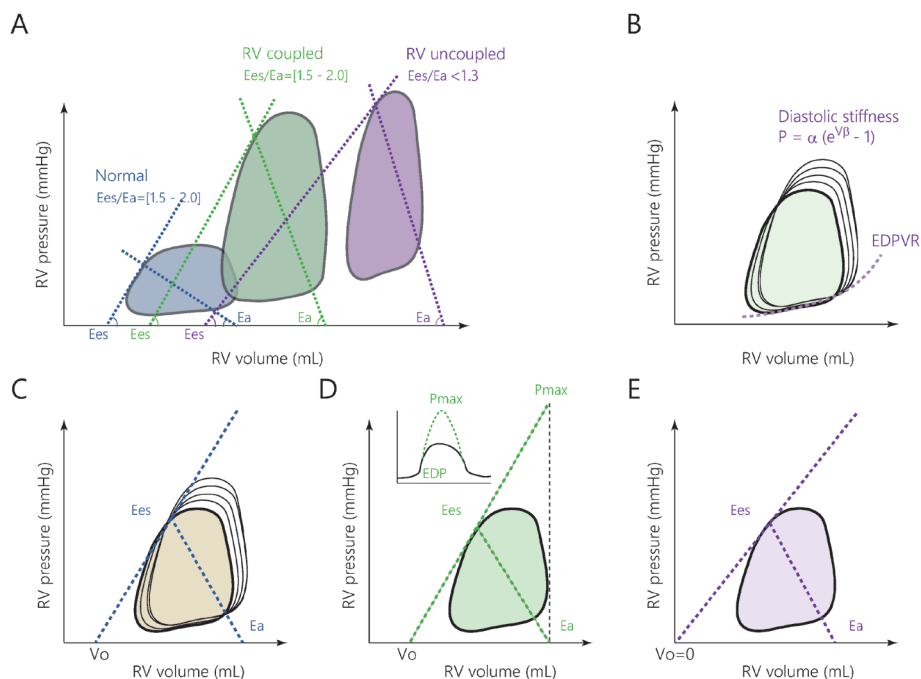 A
RV coupled
Ees/Ea=[1.5 - 2.0]
RV uncoupled
Ees/Ea <1.3
Normal
Ees/Ea=[1.5 - 2.0]
RV pressure (mmHg)
Ees
Ees
Ees
Ea
Ea
Ea
RV volume (mL)
B
Diastolic stiffness
P = α (e^Vβ - 1)
EDPVR
RV pressure (mmHg)
RV volume (mL)
C
RV pressure (mmHg)
Ees
Ea
Vo
RV volume (mL)
D
Pmax
Pmax
EDP
RV pressure (mmHg)
Ees
Ea
Vo
RV volume (mL)
E
RV pressure (mmHg)
Ees
Ea
Vo=0
RV volume (mL)